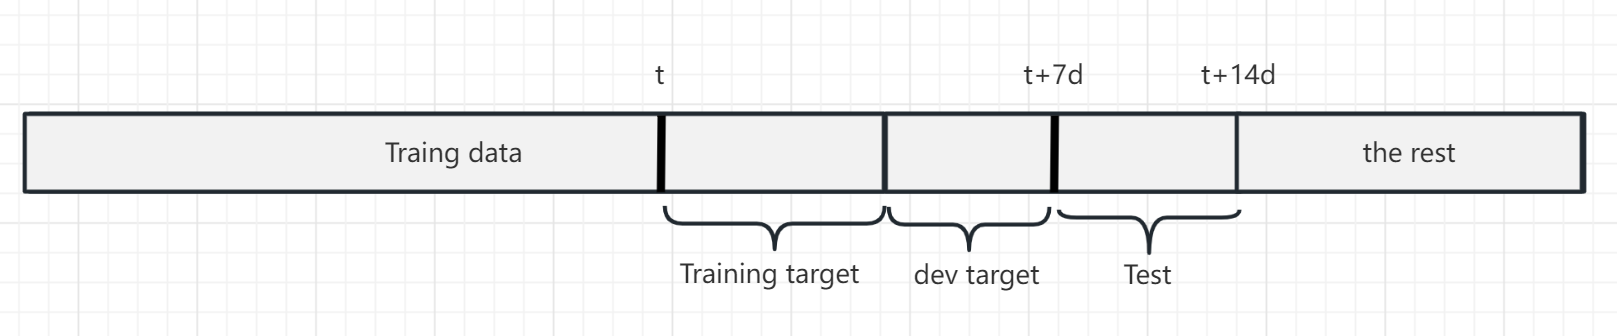 t
t+7d
t+14d
Traing data
the rest
Training target
dev target
Test